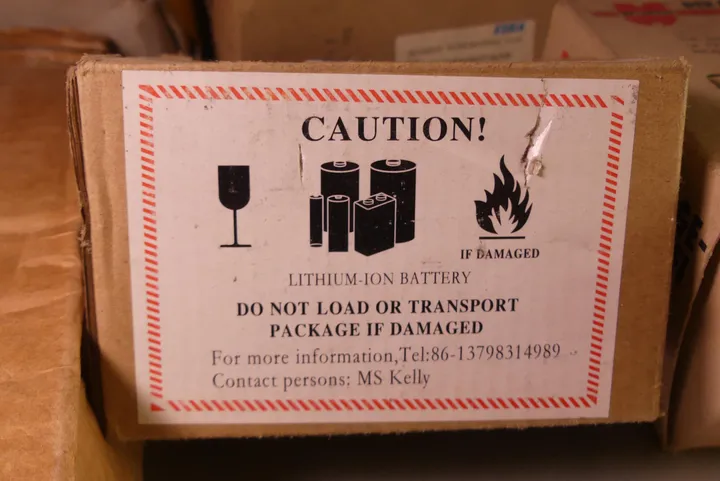 CAUTION!
IF DAMAGED
LITHIUM-ION BATTERY
DO NOT LOAD OR TRANSPORT
PACKAGE IF DAMAGED
For more information,Tel:86-13798314989
Contact persons: MS Kelly